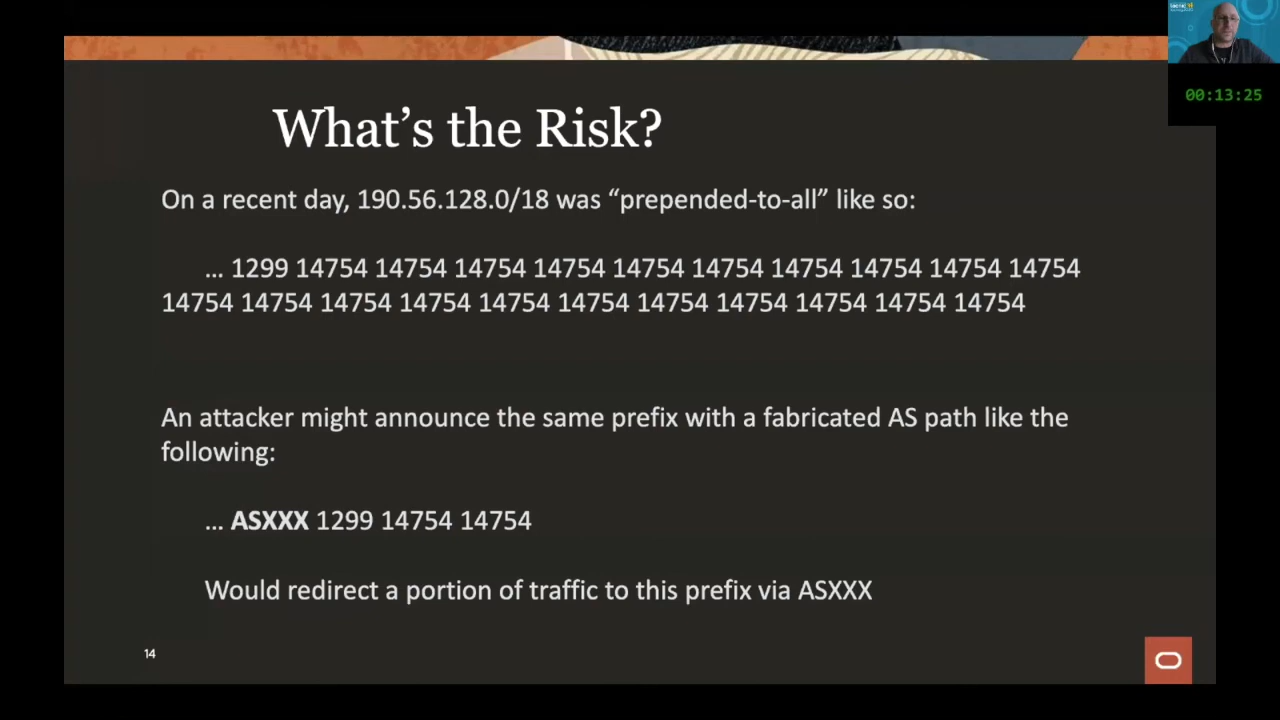 What's the Risk?
00:13:25
On a recent day, 190.56.128.0/18 was “prepended-to-all” like so:
... 1299 14754 14754 14754 14754 14754 14754 14754 14754 14754 14754
14754 14754 14754 14754 14754 14754 14754 14754 14754 14754 14754
An attacker might announce the same prefix with a fabricated AS path like the
following:
... ASXXX 1299 14754 14754
Would redirect a portion of traffic to this prefix via ASXXX
14